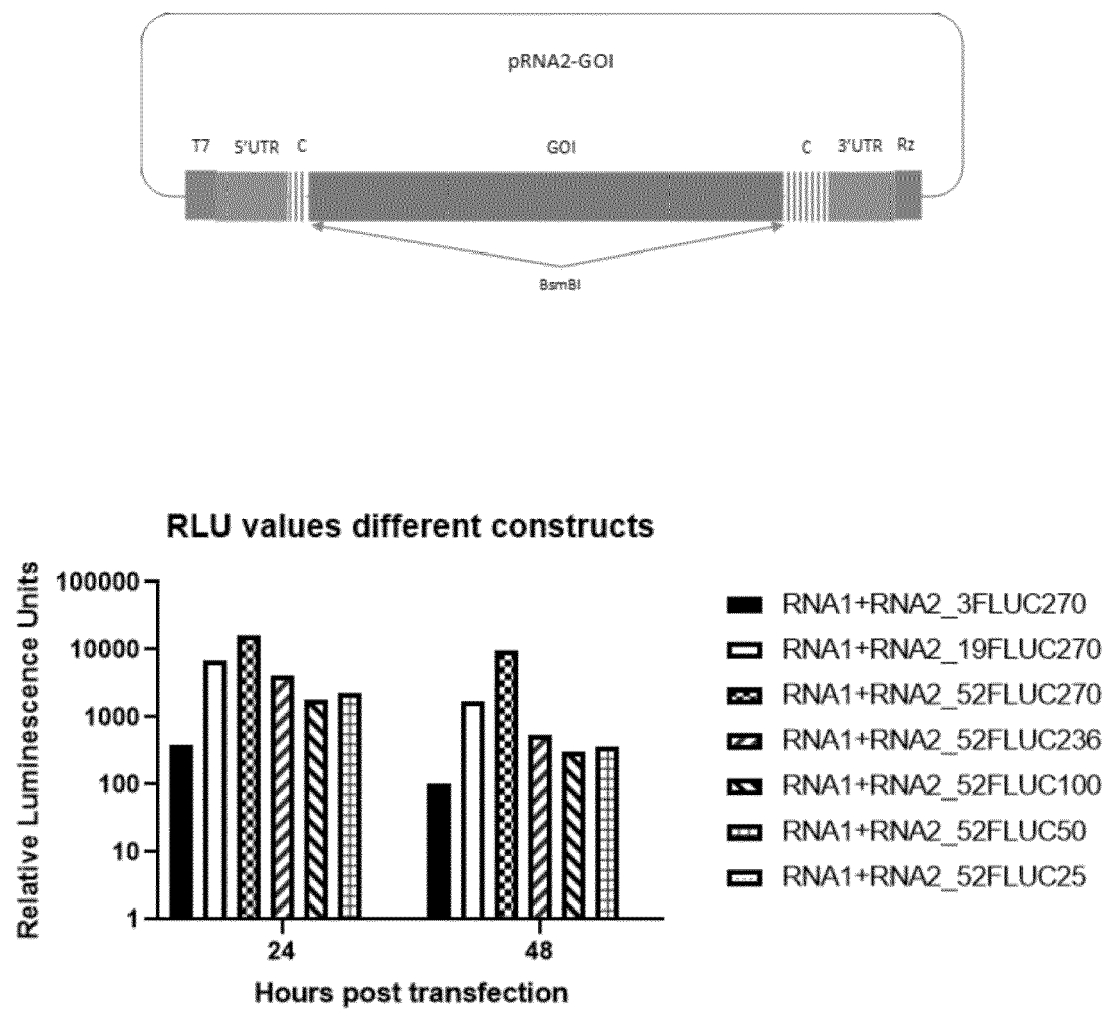 pRNA2-GOI
T7 5'UTR C GOI C 3'UTR Rz
BsmBI
RLU values different constructs
Relative Luminescence Units
100000
10000
1000
100
10
1
24 48
Hours post transfection
RNA1+RNA2_3FLUC270
RNA1+RNA2_19FLUC270
RNA1+RNA2_52FLUC270
RNA1+RNA2_52FLUC236
RNA1+RNA2_52FLUC100
RNA1+RNA2_52FLUC50
RNA1+RNA2_52FLUC25